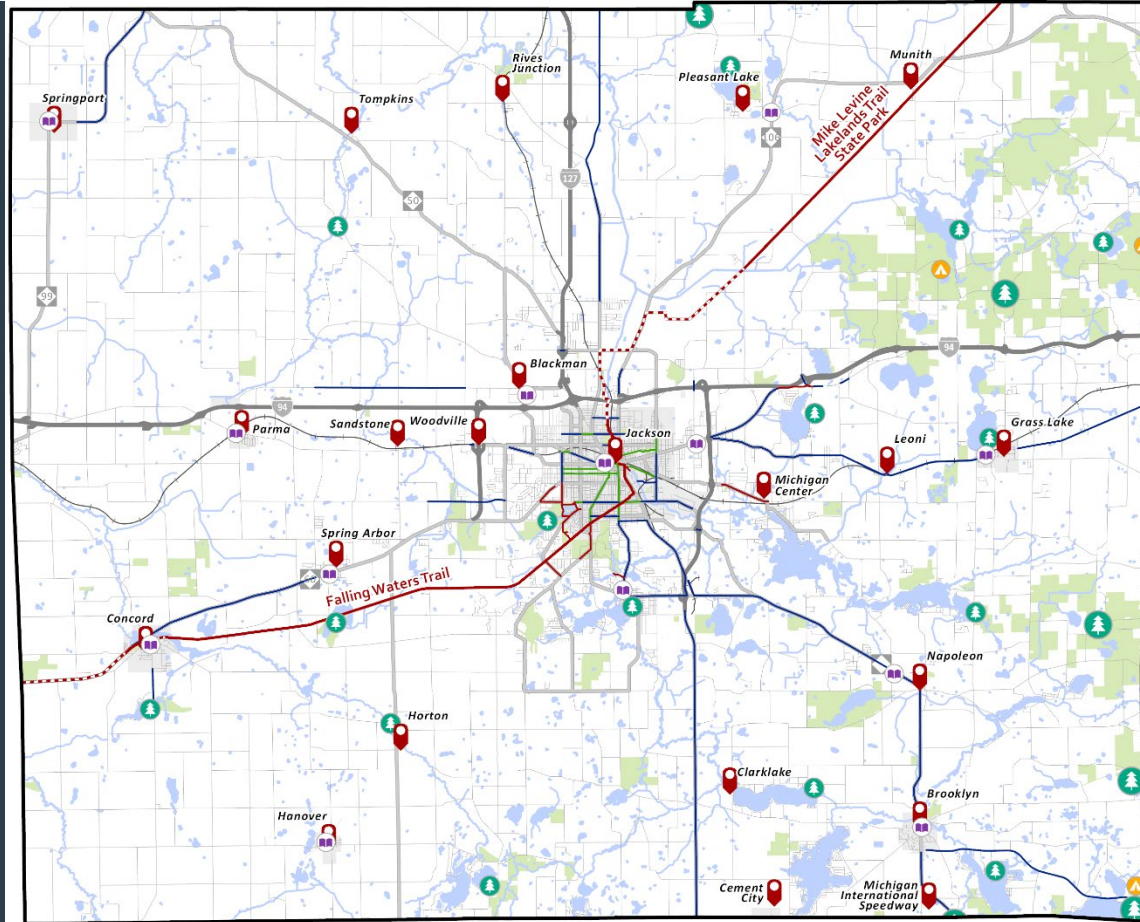 Rives
Junction
Munith
Pleasant Lake
Springport
Tompkins
Mike Levine
Lakelands Trail
State Park
106
127
50
99
94
Blackman
94
Parma
Sandstone
Woodville
Jackson
Grass Lake
Leoni
Michigan
Center
Spring Arbor
Falling Waters Trail
Concord
Napoleon
Horton
Clarklake
Brooklyn
Hanover
Cement
City
Michigan
International
Speedway